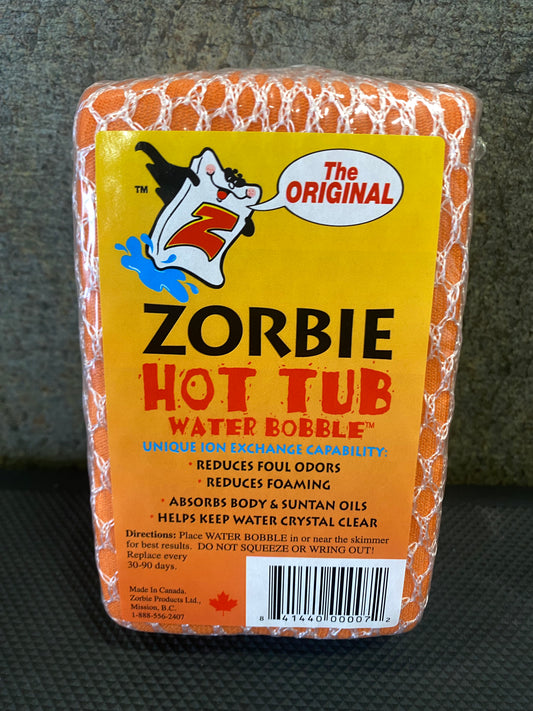 The
ORIGINAL
TM
Z
ZORBIE
HOT TUB
WATER BOBBLE™
UNIQUE ION EXCHANGE CAPABILITY:
· REDUCES FOUL ODORS
· REDUCES FOAMING
· ABSORBS BODY & SUNTAN OILS
· HELPS KEEP WATER CRYSTAL CLEAR
Directions: Place WATER BOBBLE in or near the skimmer
for best results. DO NOT SQUEEZE OR WRING OUT!
Replace every
30-90 days.
Made In Canada.
Zorbie Products Ltd.,
Mission, B.C.
1-888-556-2407
8 41440 00007 2